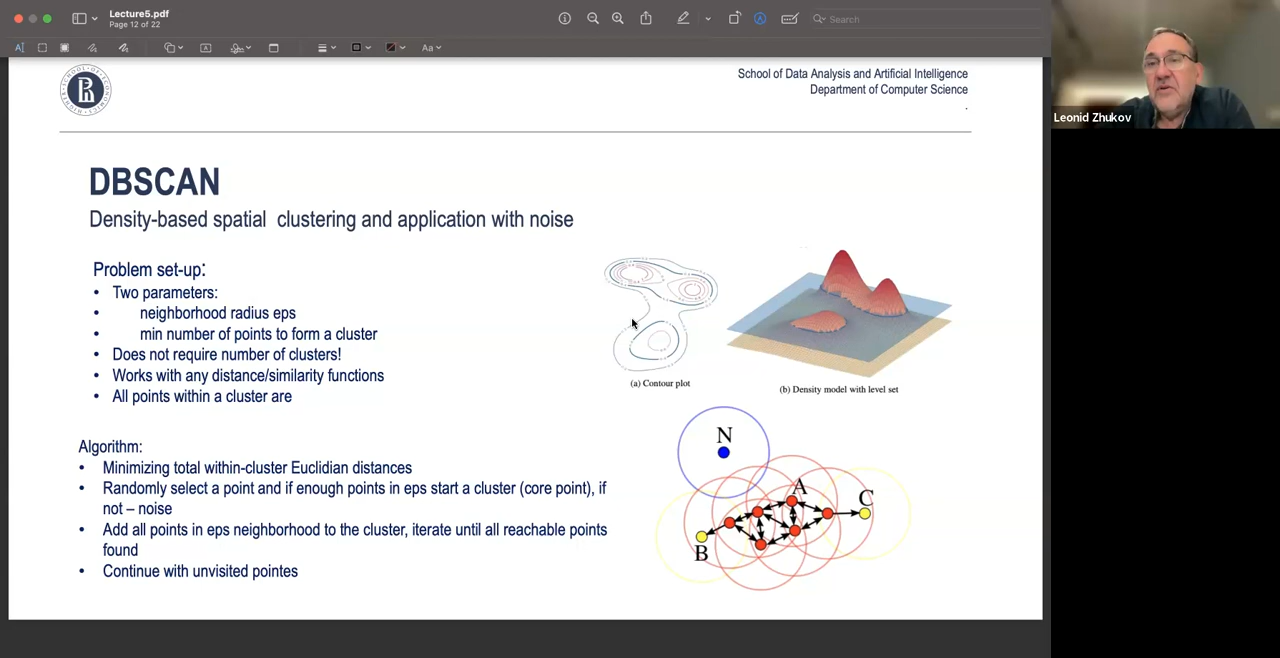 Lecture5.pdf
Page 12 of 22
Search
Aa
School of Data Analysis and Artificial Intelligence
Department of Computer Science
.
Leonid Zhukov
DBSCAN
Density-based spatial clustering and application with noise
Problem set-up:
• Two parameters:
• neighborhood radius eps
• min number of points to form a cluster
• Does not require number of clusters!
• Works with any distance/similarity functions
• All points within a cluster are
(a) Contour plot
(b) Density model with level set
Algorithm:
• Minimizing total within-cluster Euclidian distances
• Randomly select a point and if enough points in eps start a cluster (core point), if
not – noise
• Add all points in eps neighborhood to the cluster, iterate until all reachable points
found
• Continue with unvisited pointes
N
A
C
B